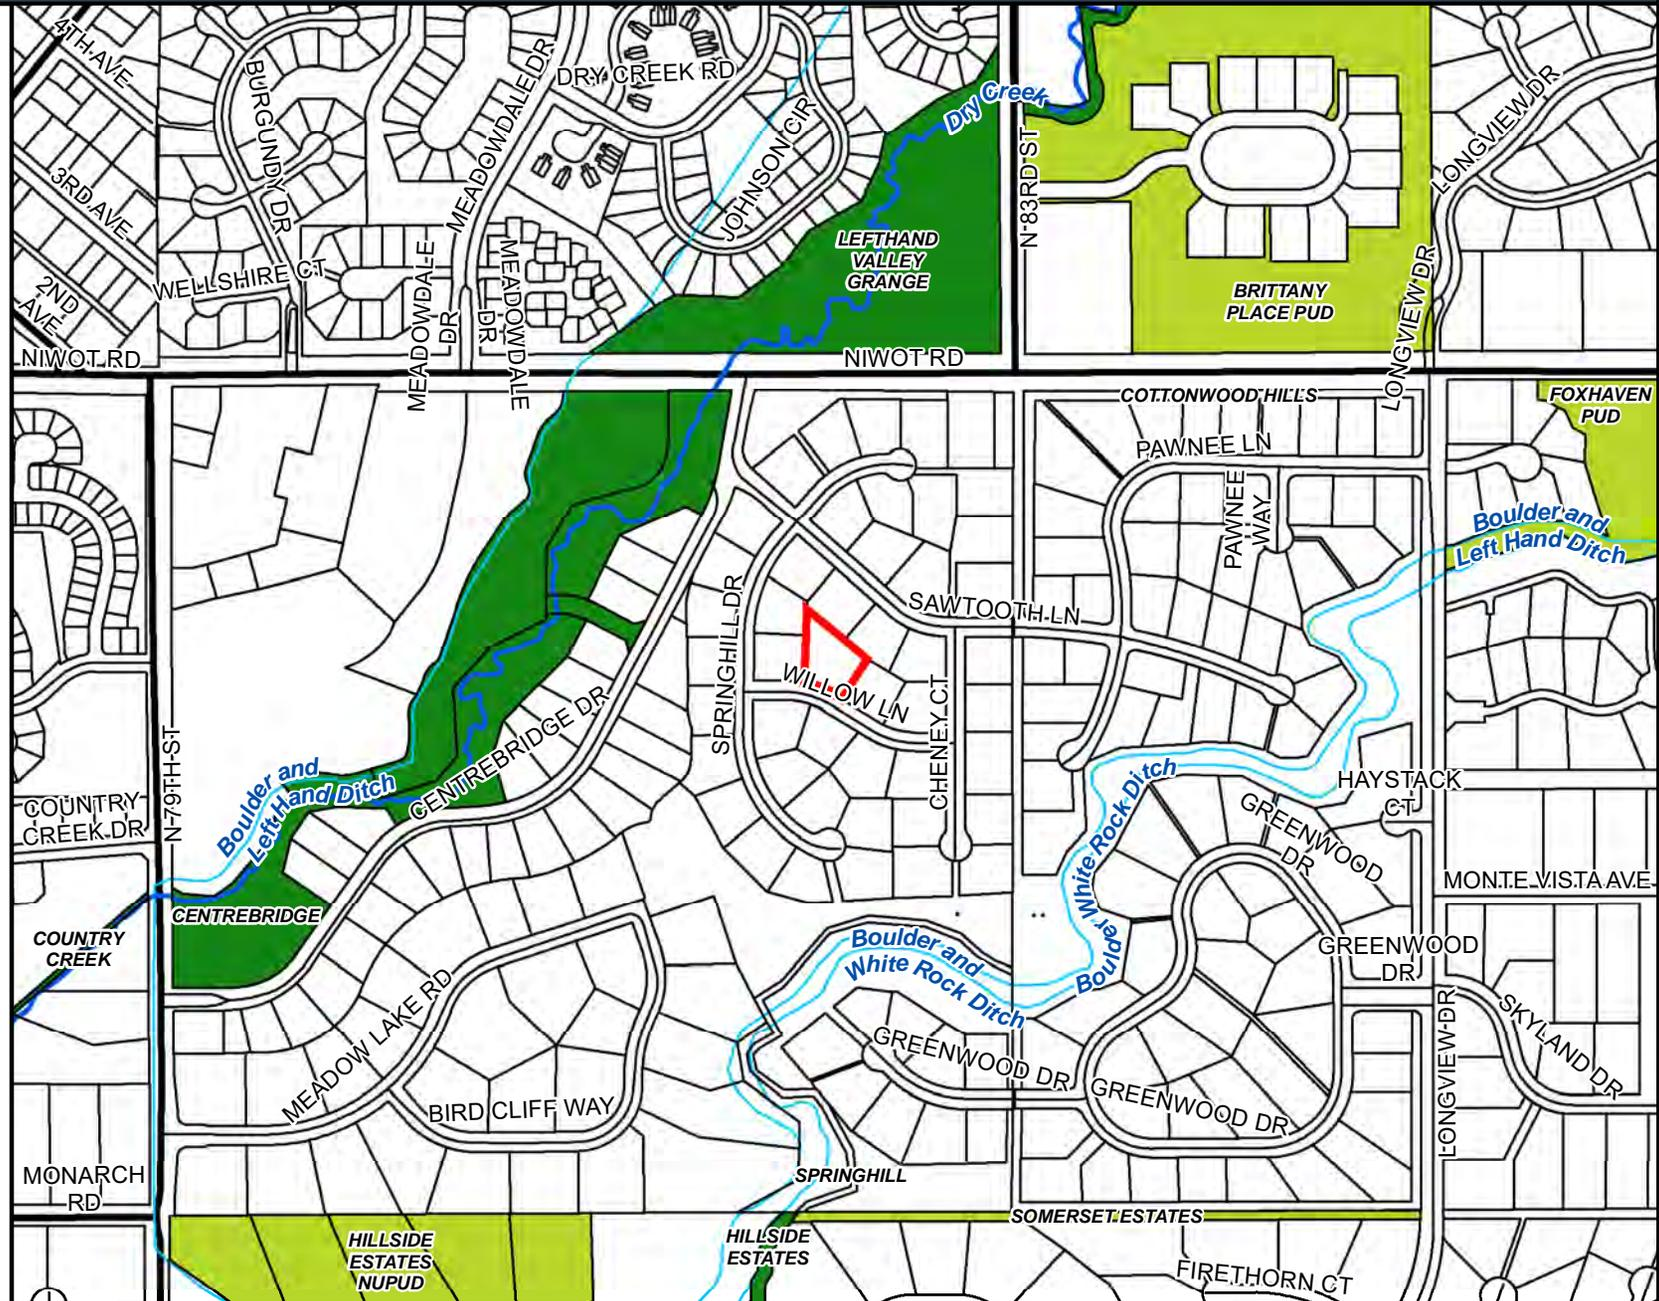 4TH AVE
BURGUNDY DR
MEADOWDALE DR
DRY CREEK RD
JOHNSON CIR
Dry Creek
N 83RD ST
LONGVIEW DR
3RD AVE
2ND
AVE
WELLSHIRE CT
MEADOWDALE
DR
MEADOWDALE
DR
LEFTHAND
VALLEY
GRANGE
BRITTANY
PLACE PUD
LONGVIEW DR
NIWOT RD
NIWOT RD
COTTONWOOD HILLS
FOXHAVEN
PUD
PAWNEE LN
PAWNEE
WAY
Boulder and
Left Hand Ditch
SPRINGHILL DR
SAWTOOTH LN
WILLOW LN
CHENEY CT
CENTREBRIDGE DR
N 79TH ST
Boulder and
Left Hand Ditch
COUNTRY
CREEK DR
HAYSTACK
CT
GREENWOOD
DR
Boulder White Rock Ditch
MONTE VISTA AVE
CENTREBRIDGE
COUNTRY
CREEK
Boulder and
White Rock Ditch
GREENWOOD
DR
MEADOW LAKE RD
GREENWOOD DR
GREENWOOD DR
LONGVIEW DR
SKYLAND DR
BIRD CLIFF WAY
MONARCH
RD
SPRINGHILL
SOMERSET ESTATES
HILLSIDE
ESTATES
NUPUD
HILLSIDE
ESTATES
FIRETHORN CT